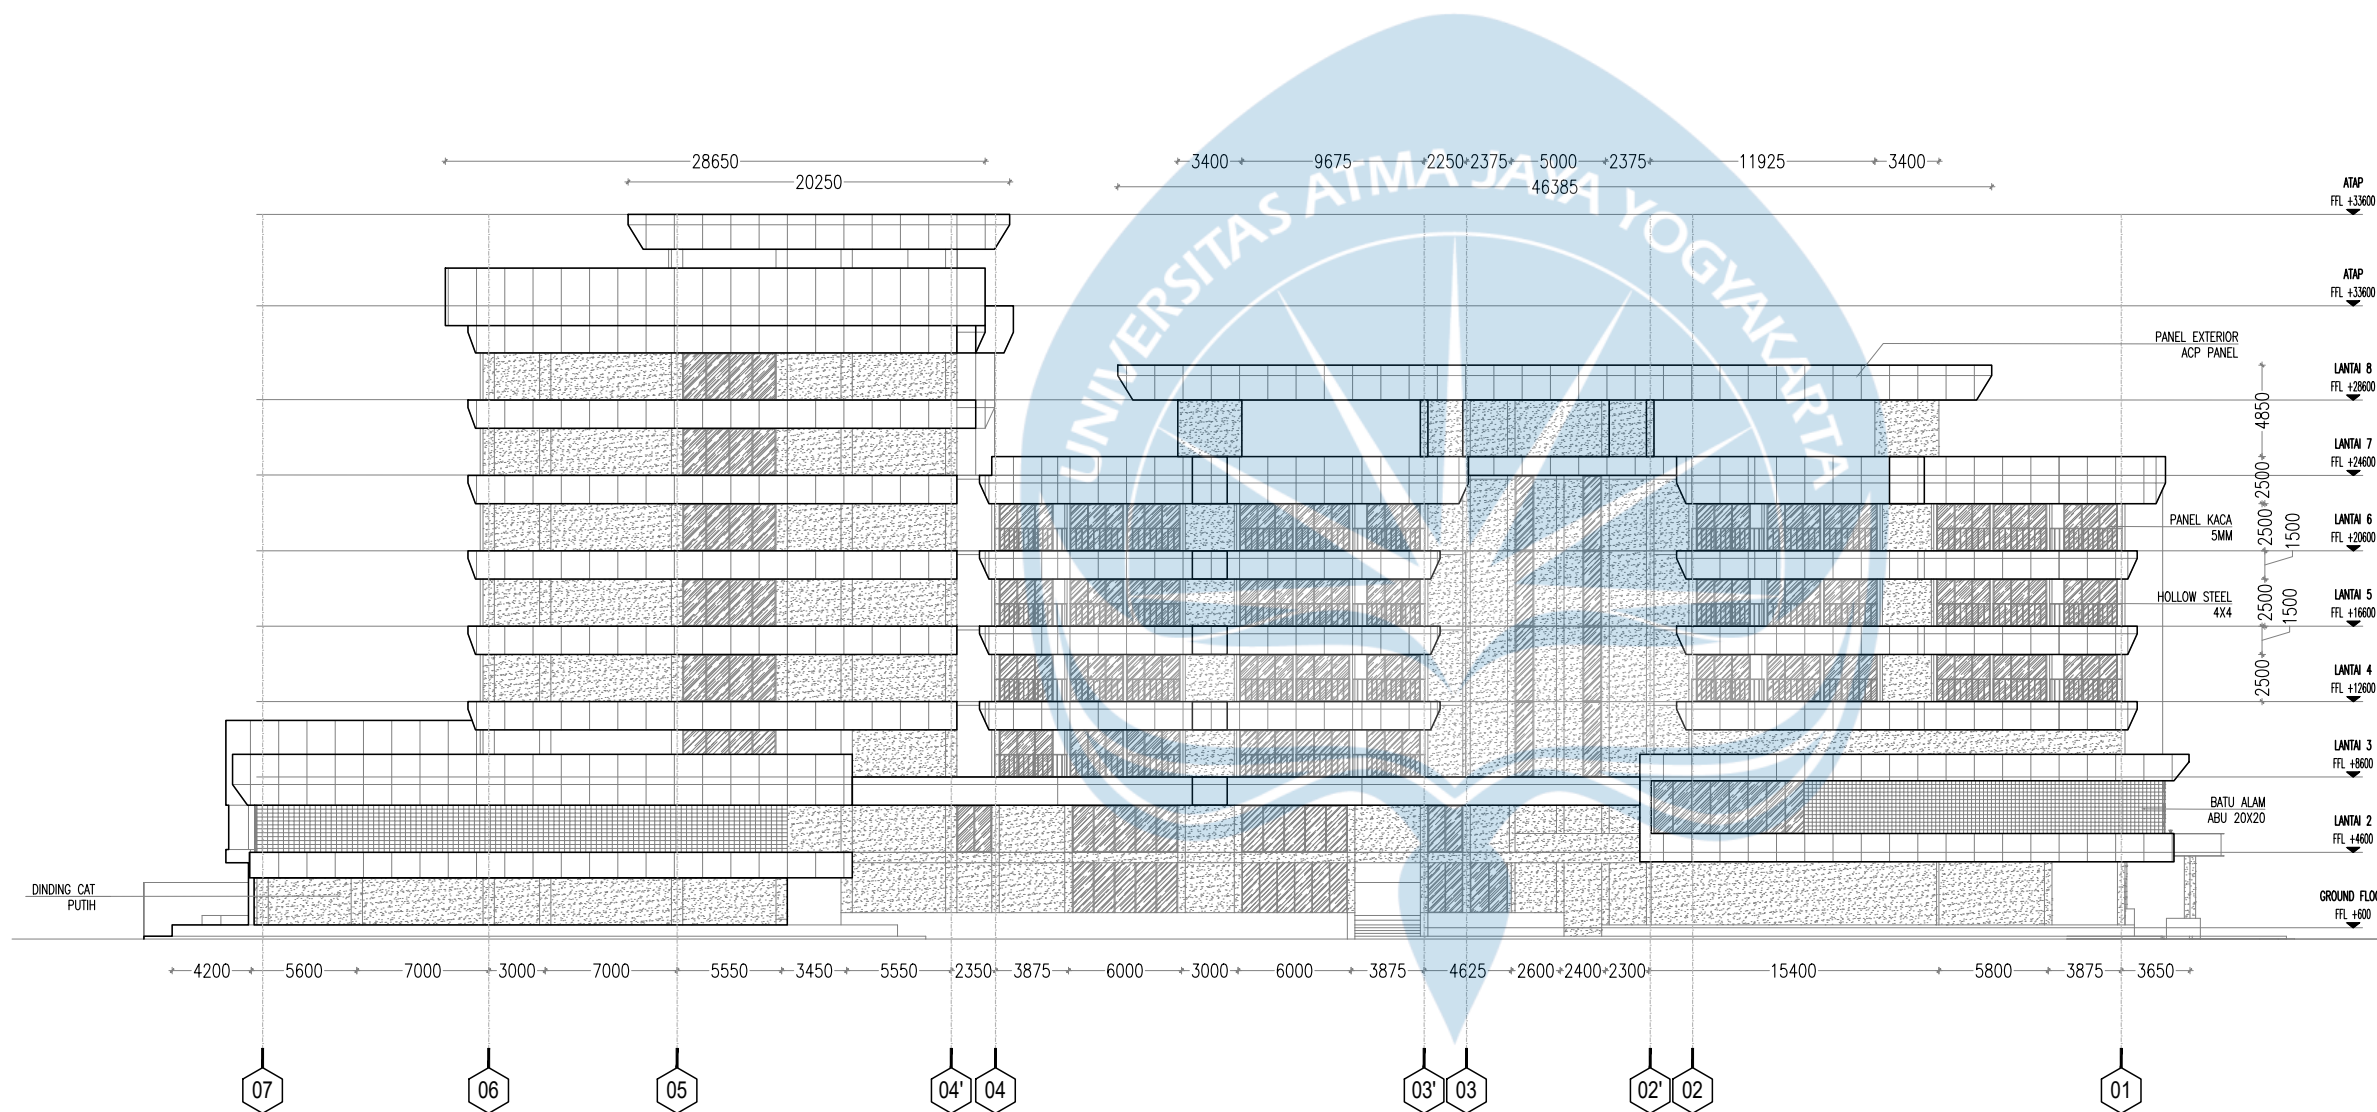 28650
3400 9675 2250 2375 5000 2375 11925 3400
20250
46385
UNIVERSITAS ATMA JAYA YOGYAKARTA
ATAP
FFL +33600
ATAP
FFL +33600
PANEL EXTERIOR
ACP PANEL
LANTAI 8
FFL +28600
4850
LANTAI 7
FFL +24600
2500
PANEL KACA
5MM
LANTAI 6
FFL +20600
2500
1500
HOLLOW STEEL
4X4
LANTAI 5
FFL +16600
2500
1500
LANTAI 4
FFL +12600
2500
LANTAI 3
FFL +8600
BATU ALAM
ABU 20X20
LANTAI 2
FFL +4600
DINDING CAT
PUTIH
GROUND FLOO
FFL +600
4200 5600 7000 3000 7000 5550 3450 5550 2350 3875 6000 3000 6000 3875 4625 2600 2400 2300 15400 5800 3875 3650
07 06 05 04' 04 03' 03 02' 02 01